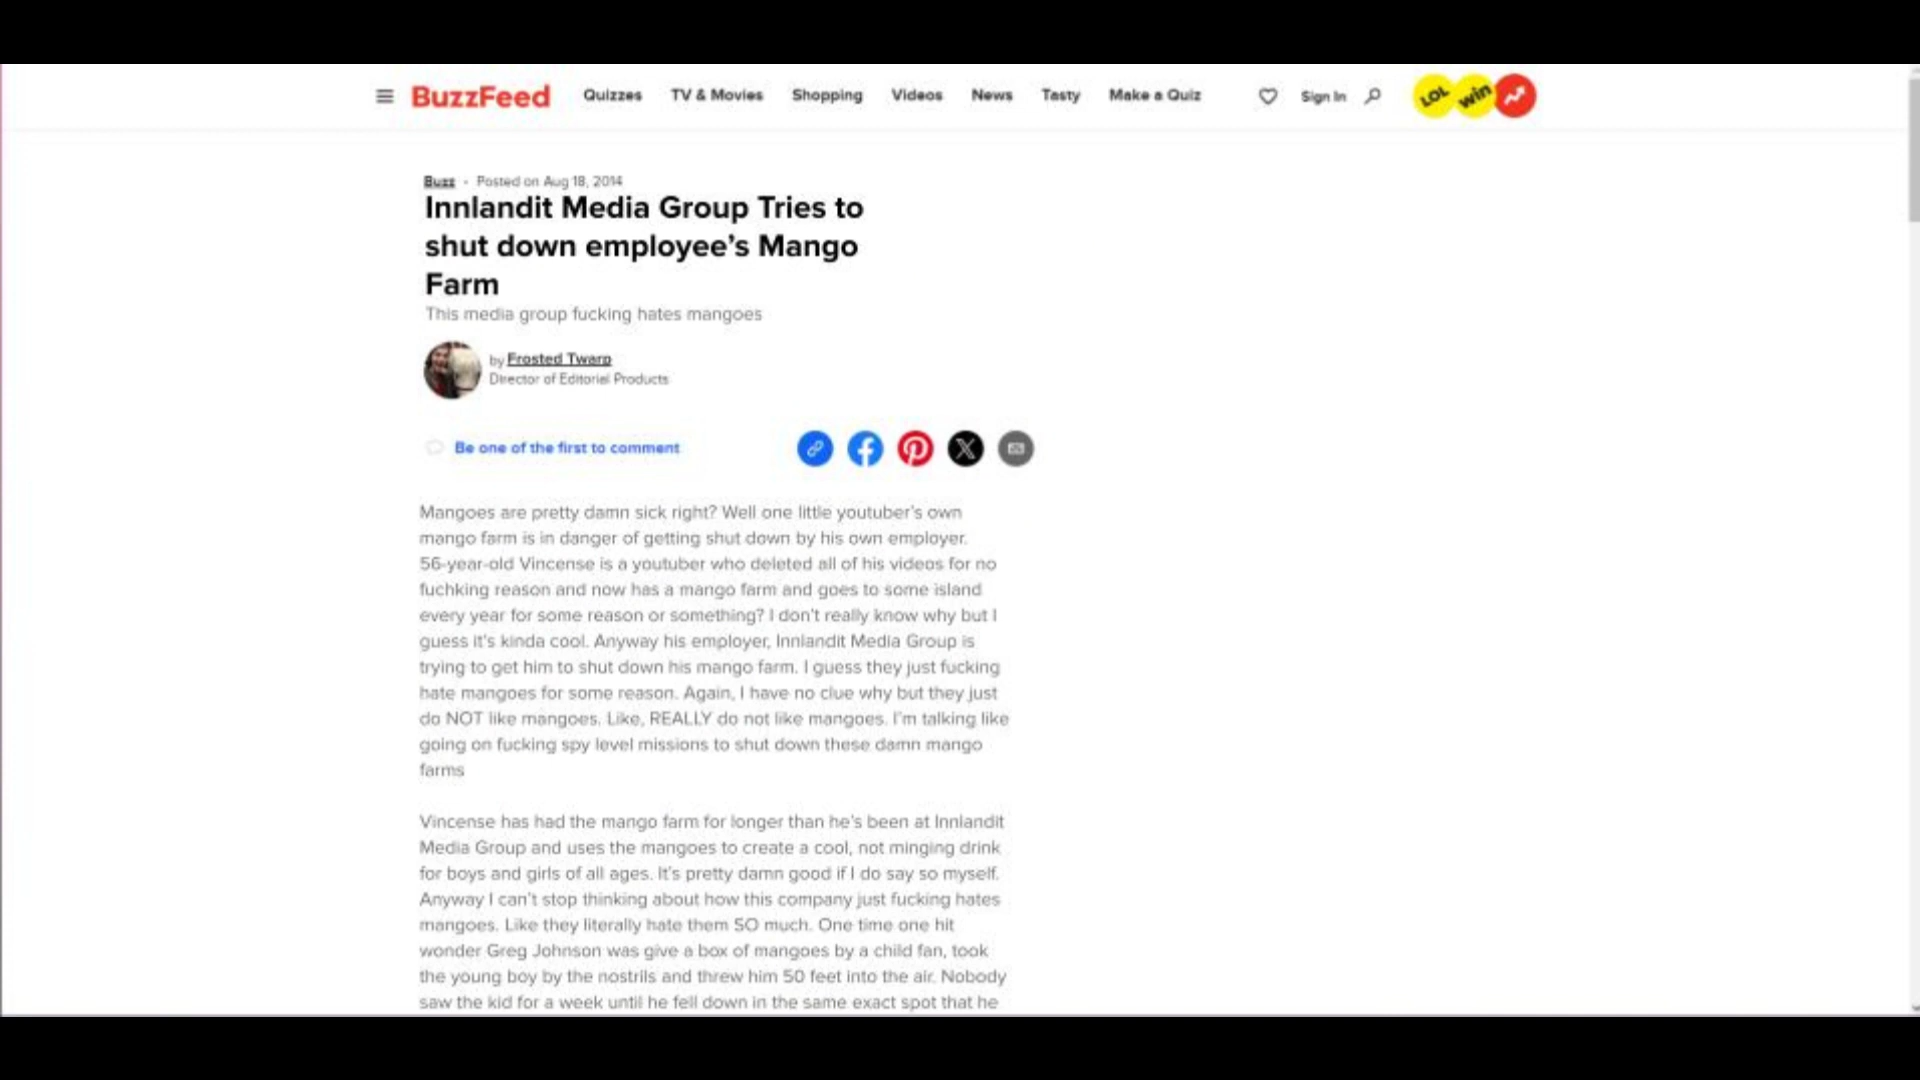 BuzzFeed Quizzes TV & Movies Shopping Videos News Tasty Make a Quiz Sign In LOL win
Buzz - Posted on Aug 18, 2014
Innlandit Media Group Tries to
shut down employee's Mango
Farm
This media group fucking hates mangoes
by Frosted Twarp
Director of Editorial Products
Be one of the first to comment
Mangoes are pretty damn sick right? Well one little youtuber's own
mango farm is in danger of getting shut down by his own employer.
56-year-old Vincense is a youtuber who deleted all of his videos for no
fuchking reason and now has a mango farm and goes to some island
every year for some reason or something? I don't really know why but I
guess it's kinda cool. Anyway his employer, Innlandit Media Group is
trying to get him to shut down his mango farm. I guess they just fucking
hate mangoes for some reason. Again, I have no clue why but they just
do NOT like mangoes. Like, REALLY do not like mangoes. I'm talking like
going on fucking spy level missions to shut down these damn mango
farms
Vincense has had the mango farm for longer than he's been at Innlandit
Media Group and uses the mangoes to create a cool, not minging drink
for boys and girls of all ages. It's pretty damn good if I do say so myself.
Anyway I can't stop thinking about how this company just fucking hates
mangoes. Like they literally hate them SO much. One time one hit
wonder Greg Johnson was give a box of mangoes by a child fan, took
the young boy by the nostrils and threw him 50 feet into the air. Nobody
saw the kid for a week until he fell down in the same exact spot that he